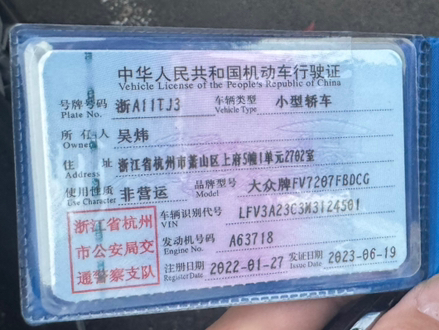 中华人民共和国机动车行驶证
Vehicle License of the People's Republic of China
号牌号码 浙A11TJ3 车辆类型 小型轿车
Plate No. Vehicle Type
所有人 吴炜
Owner
住址 浙江省杭州市萧山区上府5幢1单元2702室
使用性质 非营运 品牌型号 大众牌FV7207FBDCG
Use Character Model
浙江省杭州市公安局交通警察支队
车辆识别代号 LFV3A23C3M3124501
VIN
发动机号码 A63718
Engine No.
注册日期 2022-01-27 发证日期 2023-06-19
Register Date Issue Date